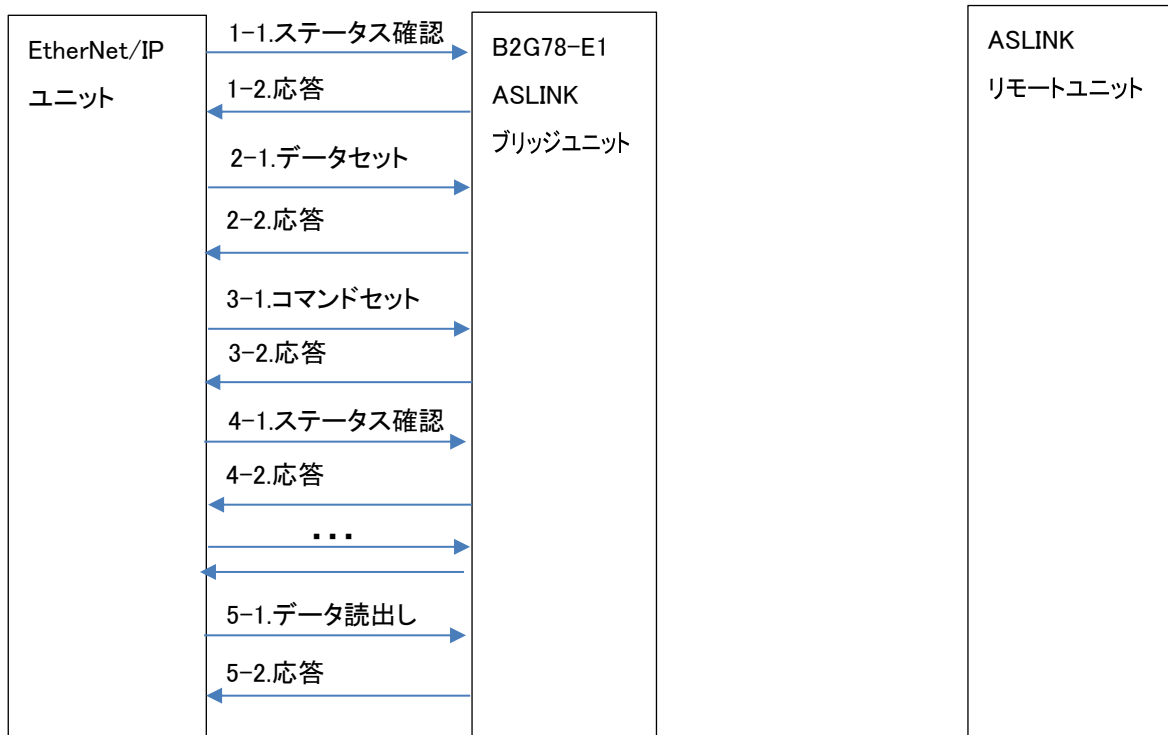 EtherNet/IP
ユニット
1-1.ステータス確認
1-2.応答
2-1.データセット
2-2.応答
3-1.コマンドセット
3-2.応答
4-1.ステータス確認
4-2.応答
・・・
5-1.データ読出し
5-2.応答
B2G78-E1
ASLINK
ブリッジユニット
ASLINK
リモートユニット